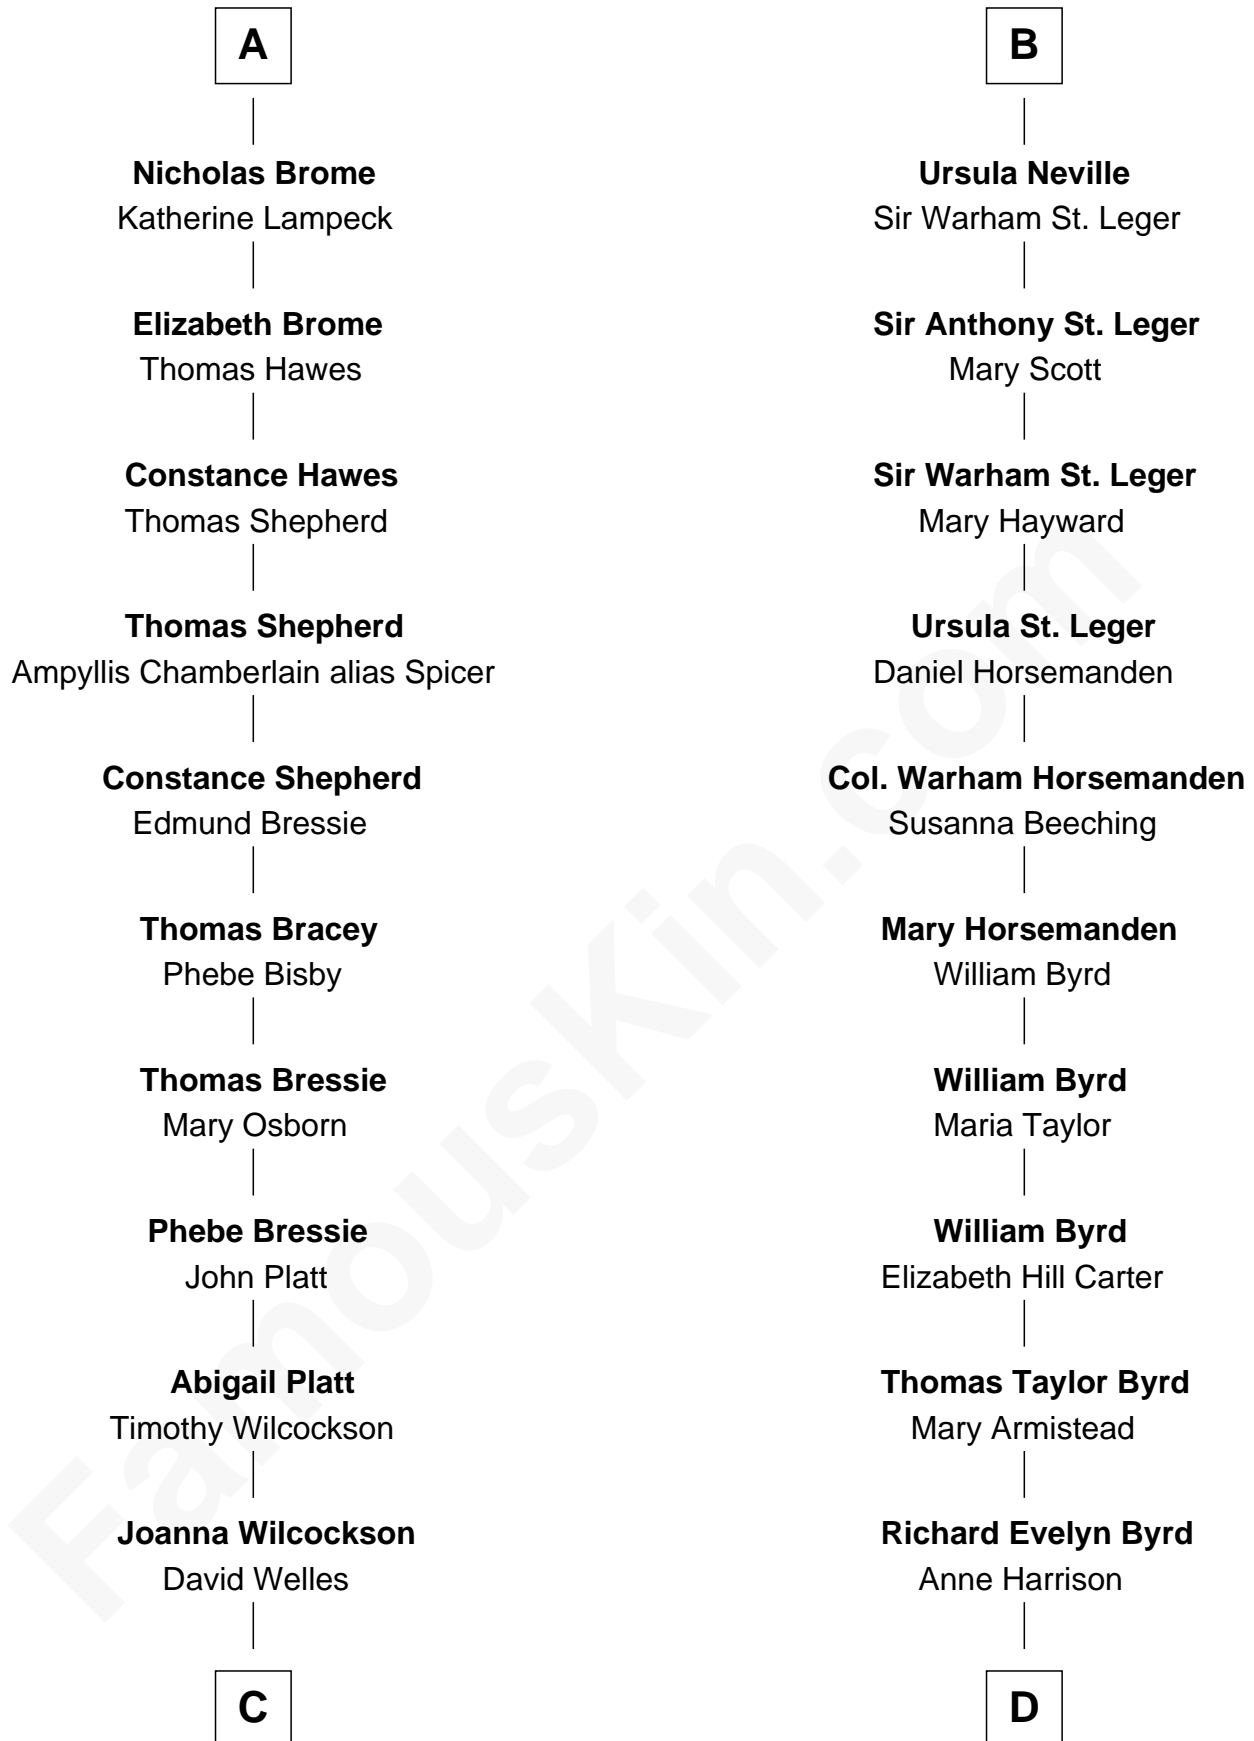 A
Nicholas Brome
Katherine Lampeck
Elizabeth Brome
Thomas Hawes
Constance Hawes
Thomas Shepherd
Thomas Shepherd
Ampyllis Chamberlain alias Spicer
Constance Shepherd
Edmund Bressie
Thomas Bracey
Phebe Bisby
Thomas Bressie
Mary Osborn
Phebe Bressie
John Platt
Abigail Platt
Timothy Wilcockson
Joanna Wilcockson
David Welles
C
B
Ursula Neville
Sir Warham St. Leger
Sir Anthony St. Leger
Mary Scott
Sir Warham St. Leger
Mary Hayward
Ursula St. Leger
Daniel Horsemanden
Col. Warham Horsemanden
Susanna Beeching
Mary Horsemanden
William Byrd
William Byrd
Maria Taylor
William Byrd
Elizabeth Hill Carter
Thomas Taylor Byrd
Mary Armistead
Richard Evelyn Byrd
Anne Harrison
D
FamousKin.com